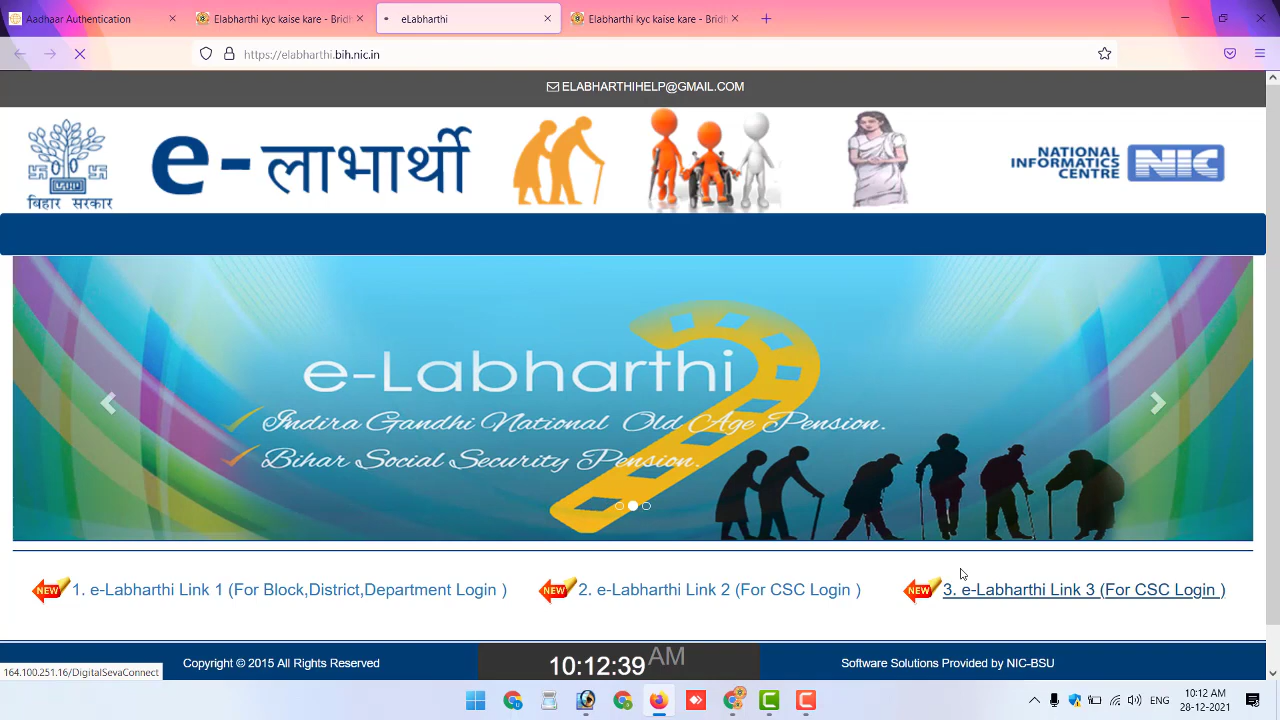 Aadhaar Authentication
Elabharthi kyc kaise kare - Bridh
eLabharthi
Elabharthi kyc kaise kare - Bridh
https://elabharthi.bih.nic.in
ELABHARTHIHELP@GMAIL.COM
बिहार सरकार
e-लाभार्थी
NATIONAL
INFORMATICS
CENTRE
NIC
e-Labharthi
Indira Gandhi National Old Age Pension.
Bihar Social Security Pension.
NEW 1. e-Labharthi Link 1 (For Block,District,Department Login )
NEW 2. e-Labharthi Link 2 (For CSC Login )
NEW 3. e-Labharthi Link 3 (For CSC Login )
164.100.251.16/DigitalSevaConnect
Copyright © 2015 All Rights Reserved
10:12:39 AM
Software Solutions Provided by NIC-BSU
ENG
10:12 AM
28-12-2021